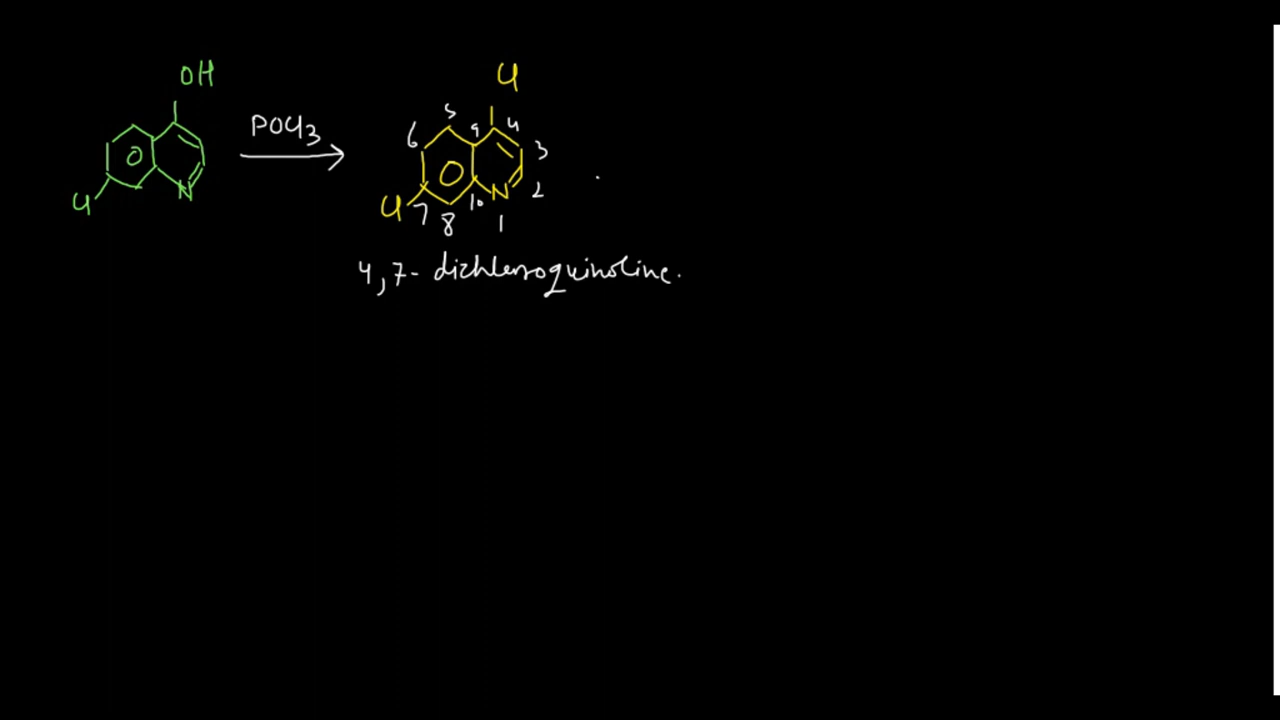 OH
Cl
POCl3
Cl
5
6
9
4
3
N
N
2
Cl
7
8
10
1
4,7- dichloroquinoline.